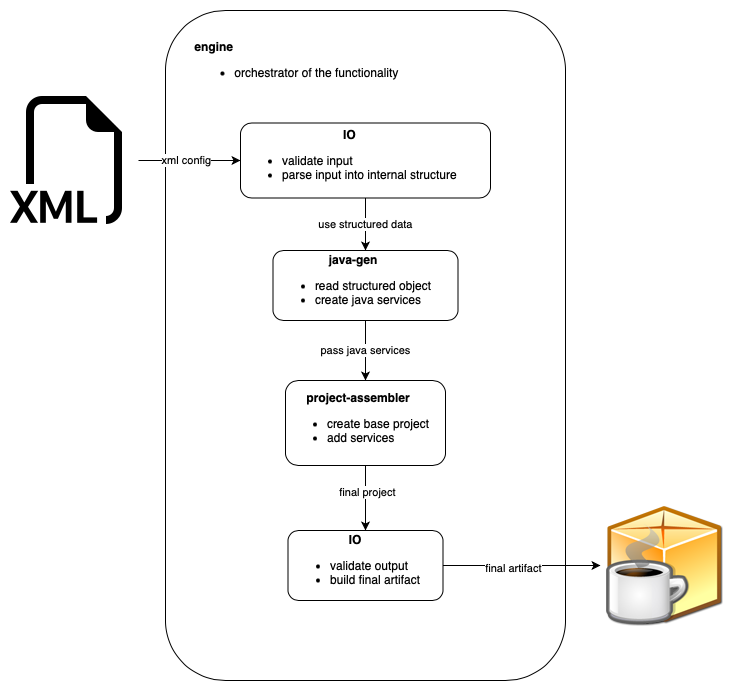 engine
• orchestrator of the functionality
XML
xml config
IO
• validate input
• parse input into internal structure
use structured data
java-gen
• read structured object
• create java services
pass java services
project-assembler
• create base project
• add services
final project
IO
• validate output
• build final artifact
final artifact